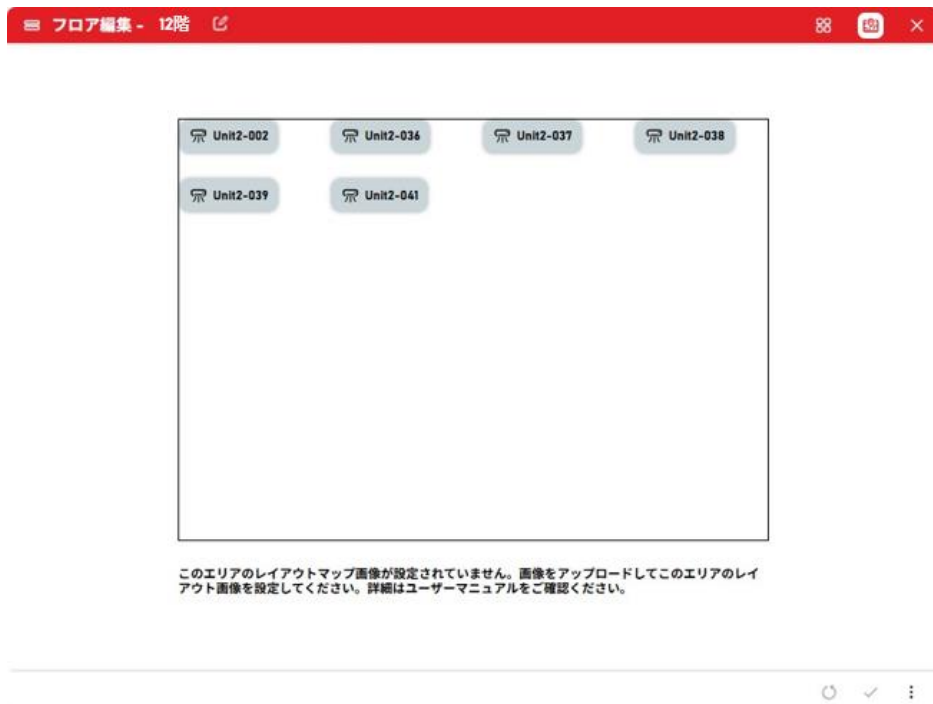 フロア編集 - 12階
Unit2-002 Unit2-036 Unit2-037 Unit2-038
Unit2-039 Unit2-041
このエリアのレイアウトマップ画像が設定されていません。画像をアップロードしてこのエリアのレイ
アウト画像を設定してください。詳細はユーザーマニュアルをご確認ください。